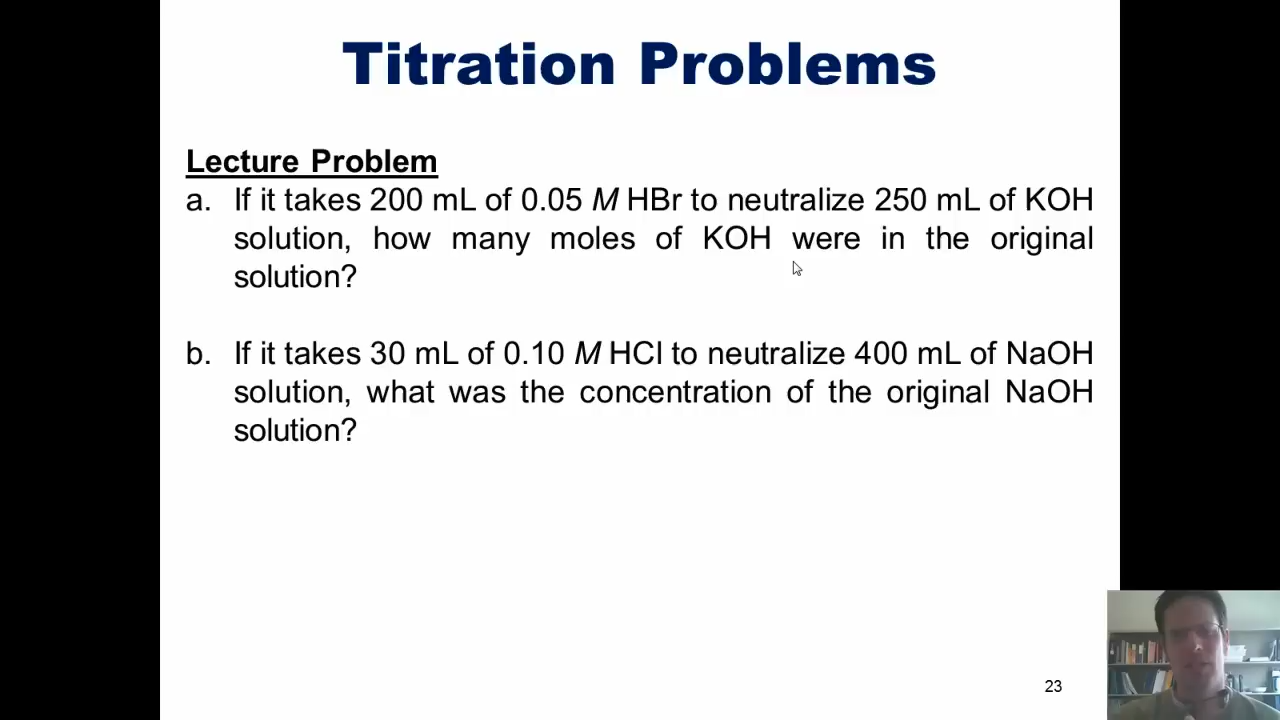 Titration Problems
Lecture Problem
a. If it takes 200 mL of 0.05 M HBr to neutralize 250 mL of KOH
solution, how many moles of KOH were in the original
solution?
b. If it takes 30 mL of 0.10 M HCl to neutralize 400 mL of NaOH
solution, what was the concentration of the original NaOH
solution?
23